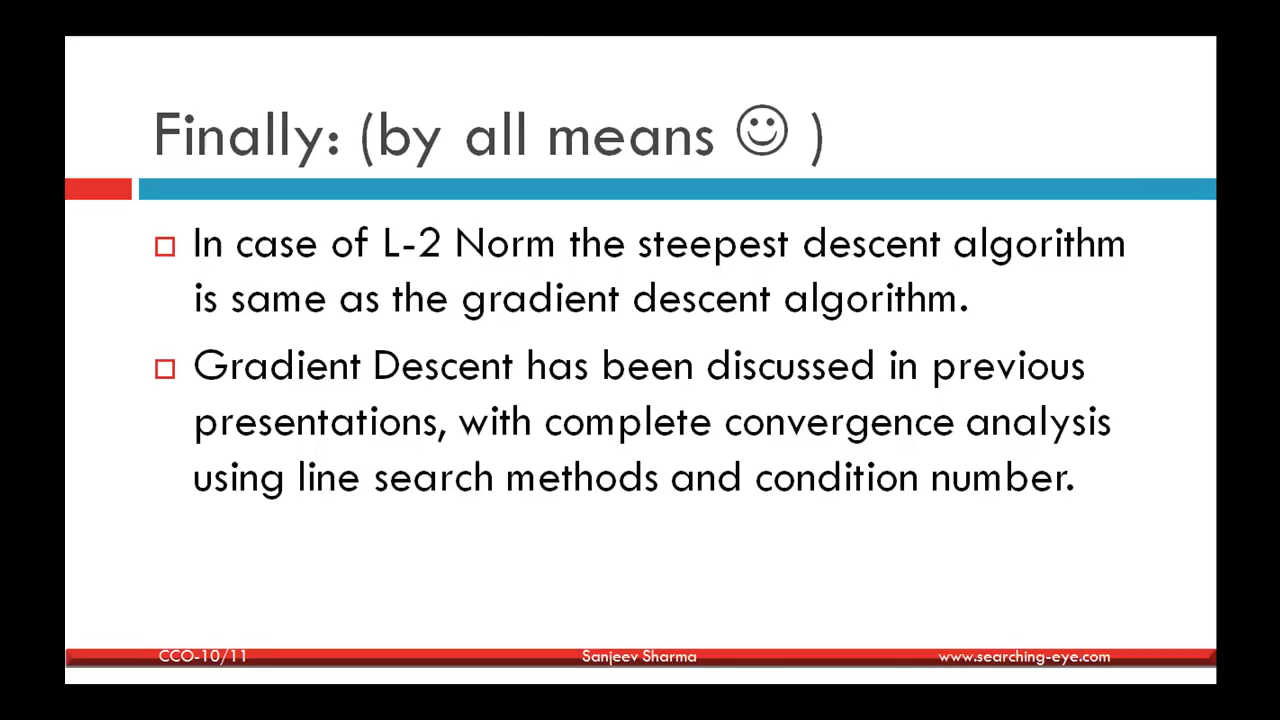 Finally: (by all means ☺ )
In case of L-2 Norm the steepest descent algorithm
is same as the gradient descent algorithm.
Gradient Descent has been discussed in previous
presentations, with complete convergence analysis
using line search methods and condition number.
CCO-10/11
Sanjeev Sharma
www.searching-eye.com